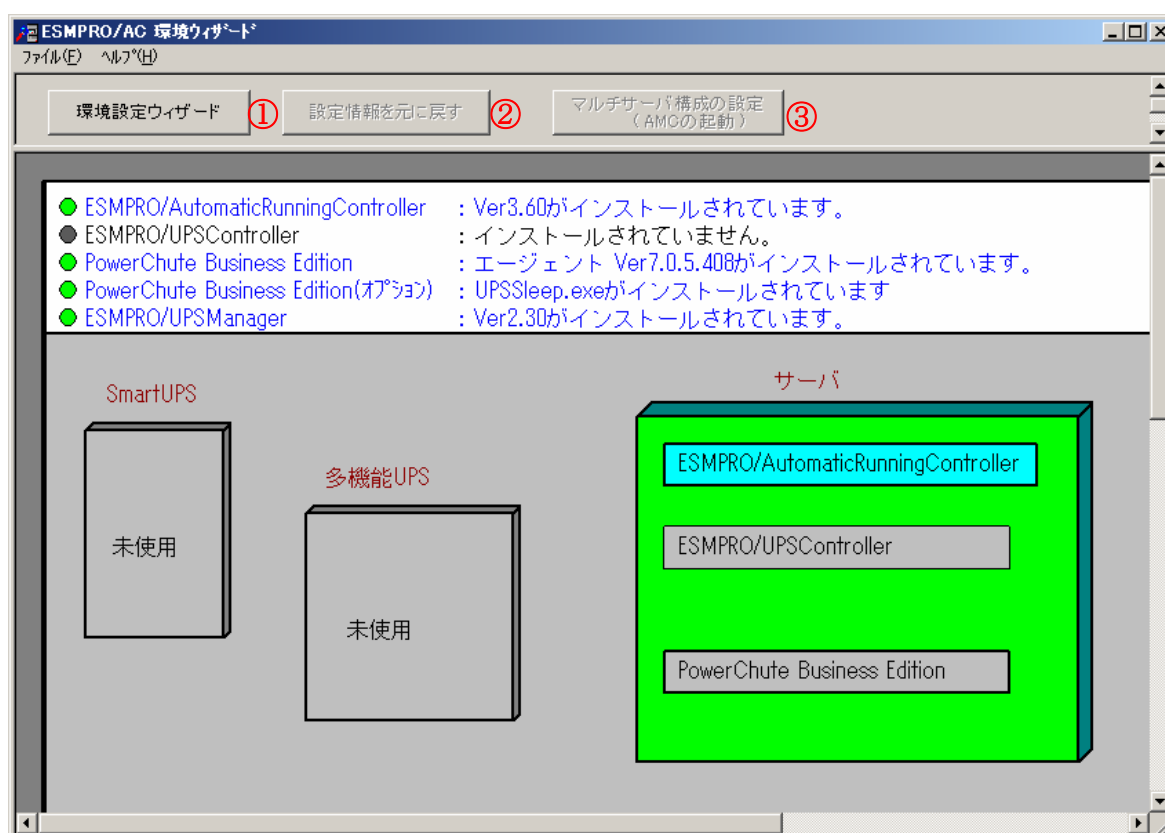 ESMPRO/AC 環境ウィザード
ファイル(F) ヘルプ(H)
環境設定ウィザード ① 設定情報を元に戻す ② マルチサーバ構成の設定 ③
(AMCの起動)
ESMPRO/AutomaticRunningController : Ver3.60がインストールされています。
ESMPRO/UPSController : インストールされていません。
PowerChute Business Edition : エージェント Ver7.0.5.408がインストールされています。
PowerChute Business Edition(オプション) : UPSSleep.exeがインストールされています
ESMPRO/UPSManager : Ver2.30がインストールされています。
サーバ
SmartUPS
ESMPRO/AutomaticRunningController
多機能UPS
未使用
ESMPRO/UPSController
未使用
PowerChute Business Edition